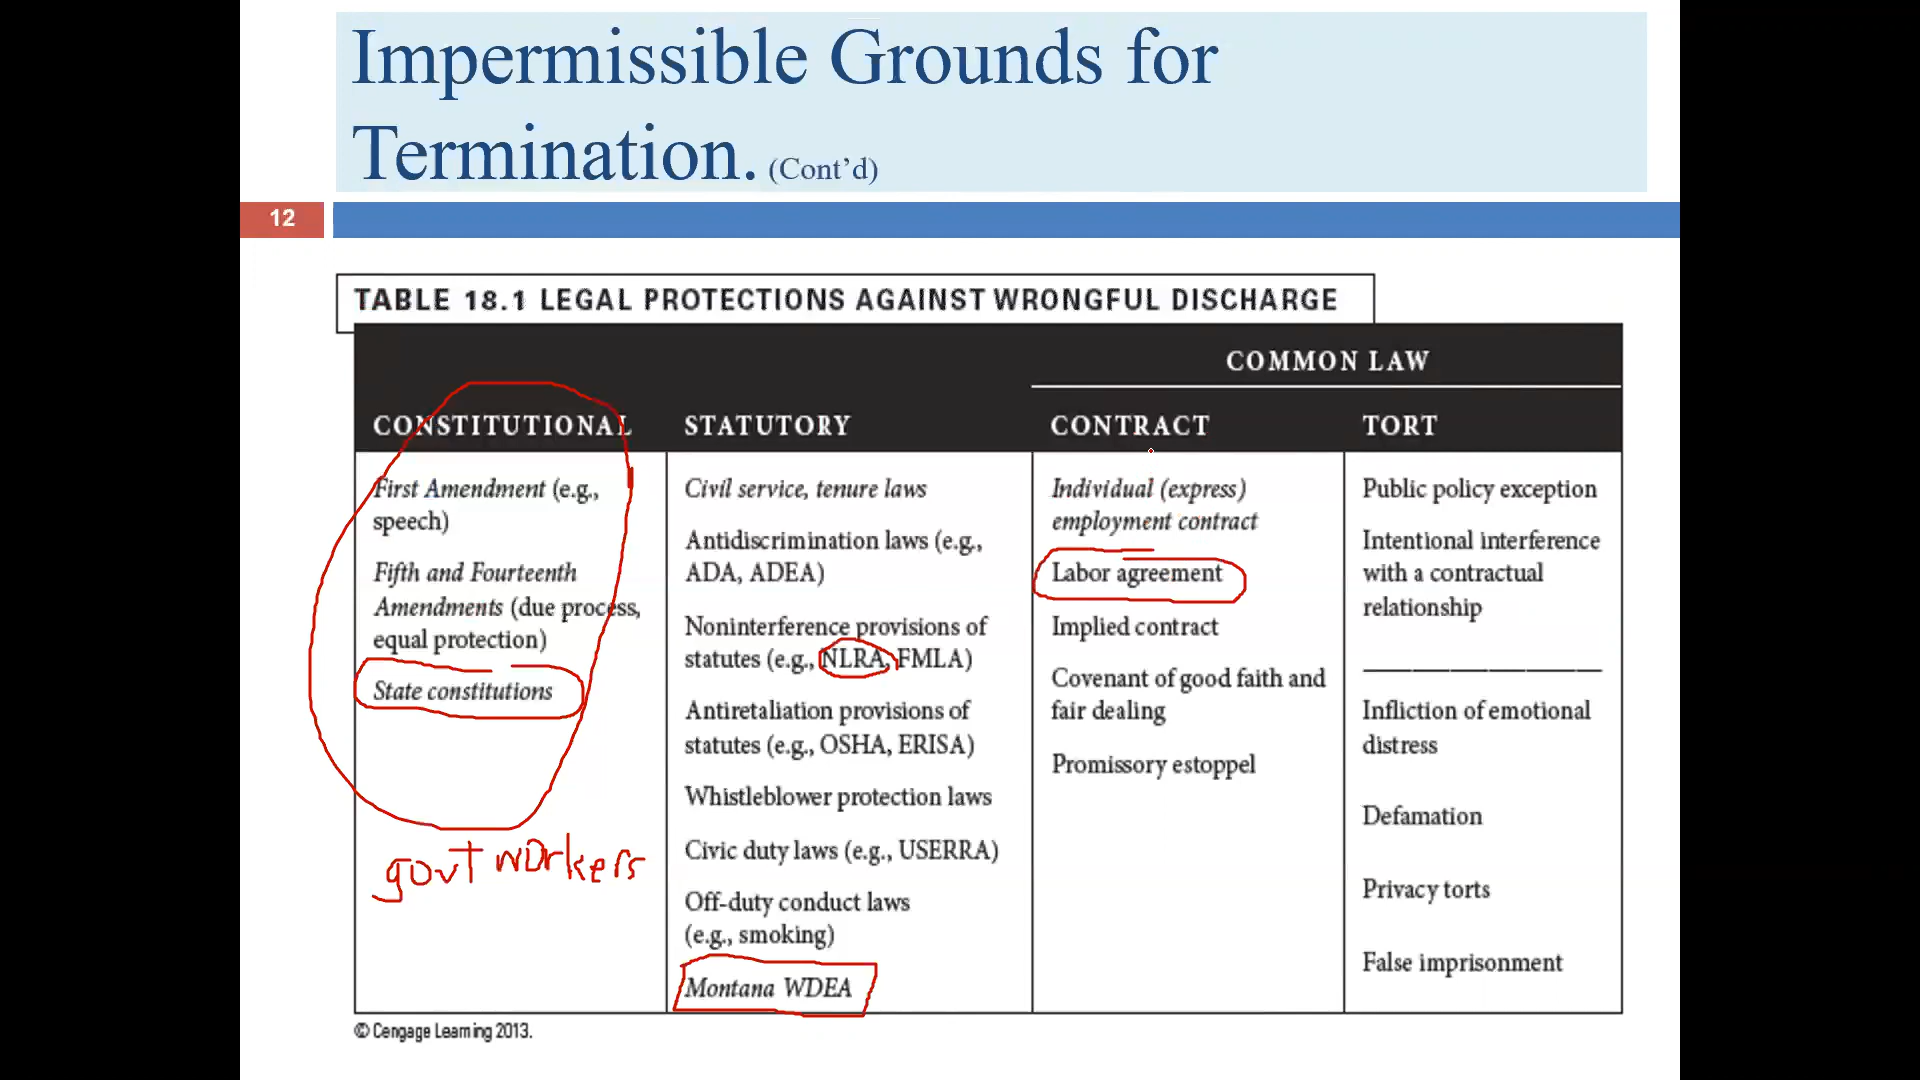 Impermissible Grounds for
Termination. (Cont’d)
12
TABLE 18.1 LEGAL PROTECTIONS AGAINST WRONGFUL DISCHARGE
COMMON LAW
CONSTITUTIONAL
First Amendment (e.g.,
speech)
Fifth and Fourteenth
Amendments (due process,
equal protection)
State constitutions
govt workers
STATUTORY
Civil service, tenure laws
Antidiscrimination laws (e.g.,
ADA, ADEA)
Noninterference provisions of
statutes (e.g., NLRA, FMLA)
Antiretaliation provisions of
statutes (e.g., OSHA, ERISA)
Whistleblower protection laws
Civic duty laws (e.g., USERRA)
Off-duty conduct laws
(e.g., smoking)
Montana WDEA
CONTRACT
Individual (express)
employment contract
Labor agreement
Implied contract
Covenant of good faith and
fair dealing
Promissory estoppel
TORT
Public policy exception
Intentional interference
with a contractual
relationship
Infliction of emotional
distress
Defamation
Privacy torts
False imprisonment
© Cengage Learning 2013.